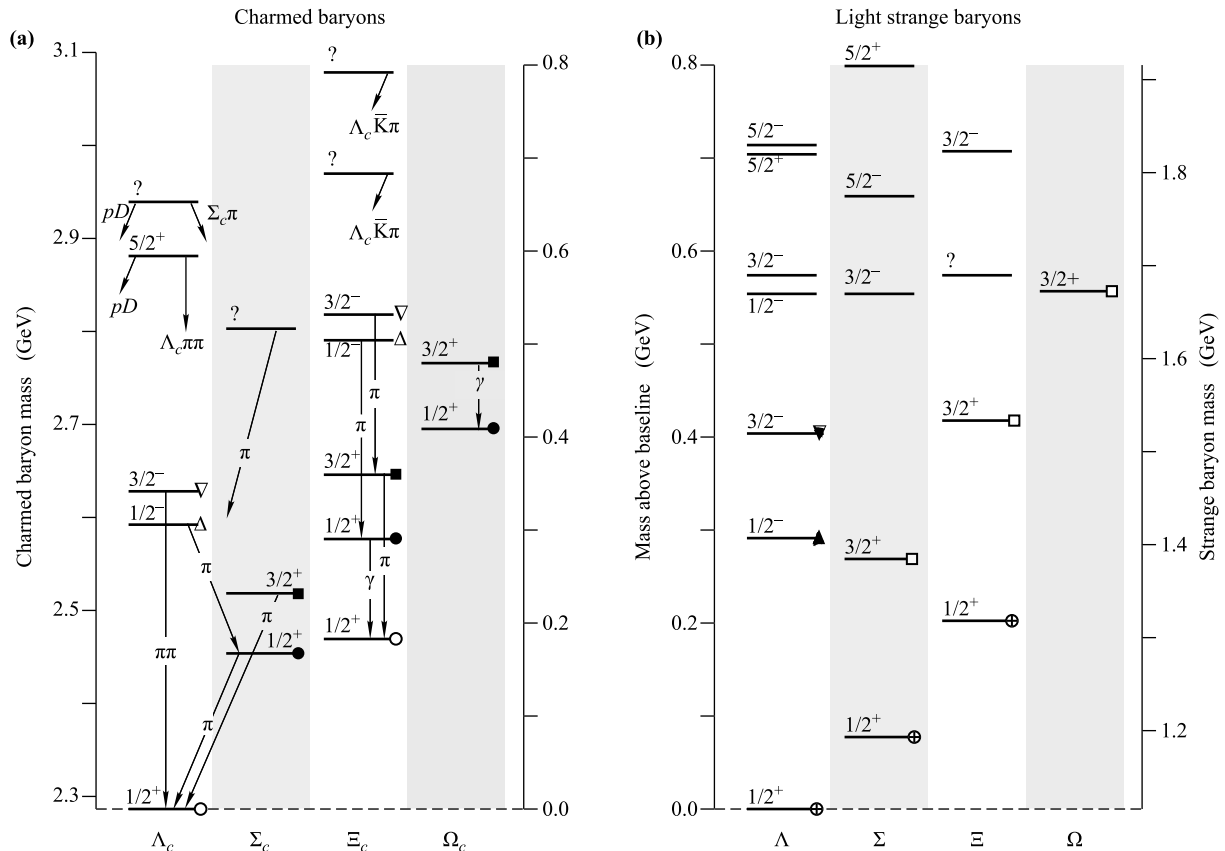 Charmed baryons
(a)
Charmed baryon mass (GeV)
3.1
2.9
2.7
2.5
2.3
?
pD
Σcπ
5/2+
pD
Λcππ
3/2−
1/2−
π
ππ
π
1/2+
?
π
3/2+
π
1/2+
?
Λc K̅π
?
Λc K̅π
3/2−
1/2−
π
π
3/2+
1/2+
γ
π
1/2+
3/2+
γ
1/2+
0.8
0.6
0.4
0.2
0.0
Λc
Σc
Ξc
Ωc
Light strange baryons
(b)
Mass above baseline (GeV)
0.8
0.6
0.4
0.2
0.0
5/2−
5/2+
3/2−
1/2−
3/2−
1/2−
1/2+
5/2+
5/2−
3/2−
3/2+
1/2+
3/2−
?
3/2+
1/2+
3/2+
1.8
1.6
1.4
1.2
Strange baryon mass (GeV)
Λ
Σ
Ξ
Ω